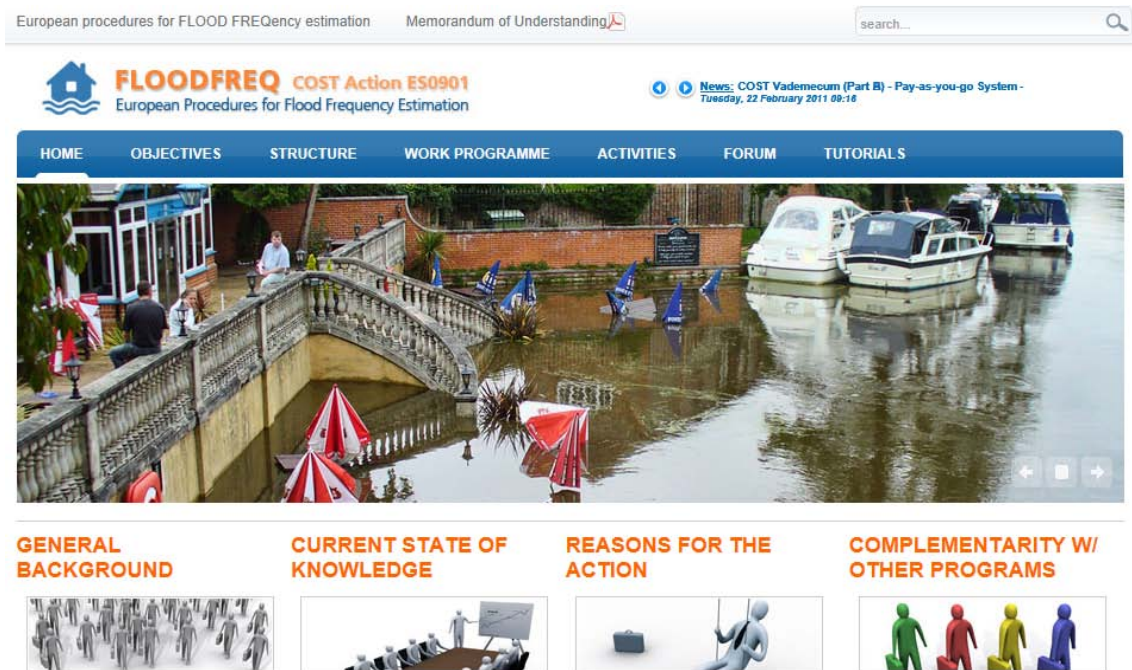 European procedures for FLOOD FREQency estimation
Memorandum of Understanding
search...
FLOODFREQ COST Action ES0901
European Procedures for Flood Frequency Estimation
News: COST Vademecum (Part B) - Pay-as-you-go System -
Tuesday, 22 February 2011 09:16
HOME
OBJECTIVES
STRUCTURE
WORK PROGRAMME
ACTIVITIES
FORUM
TUTORIALS
GENERAL
BACKGROUND
CURRENT STATE OF
KNOWLEDGE
REASONS FOR THE
ACTION
COMPLEMENTARITY W/
OTHER PROGRAMS